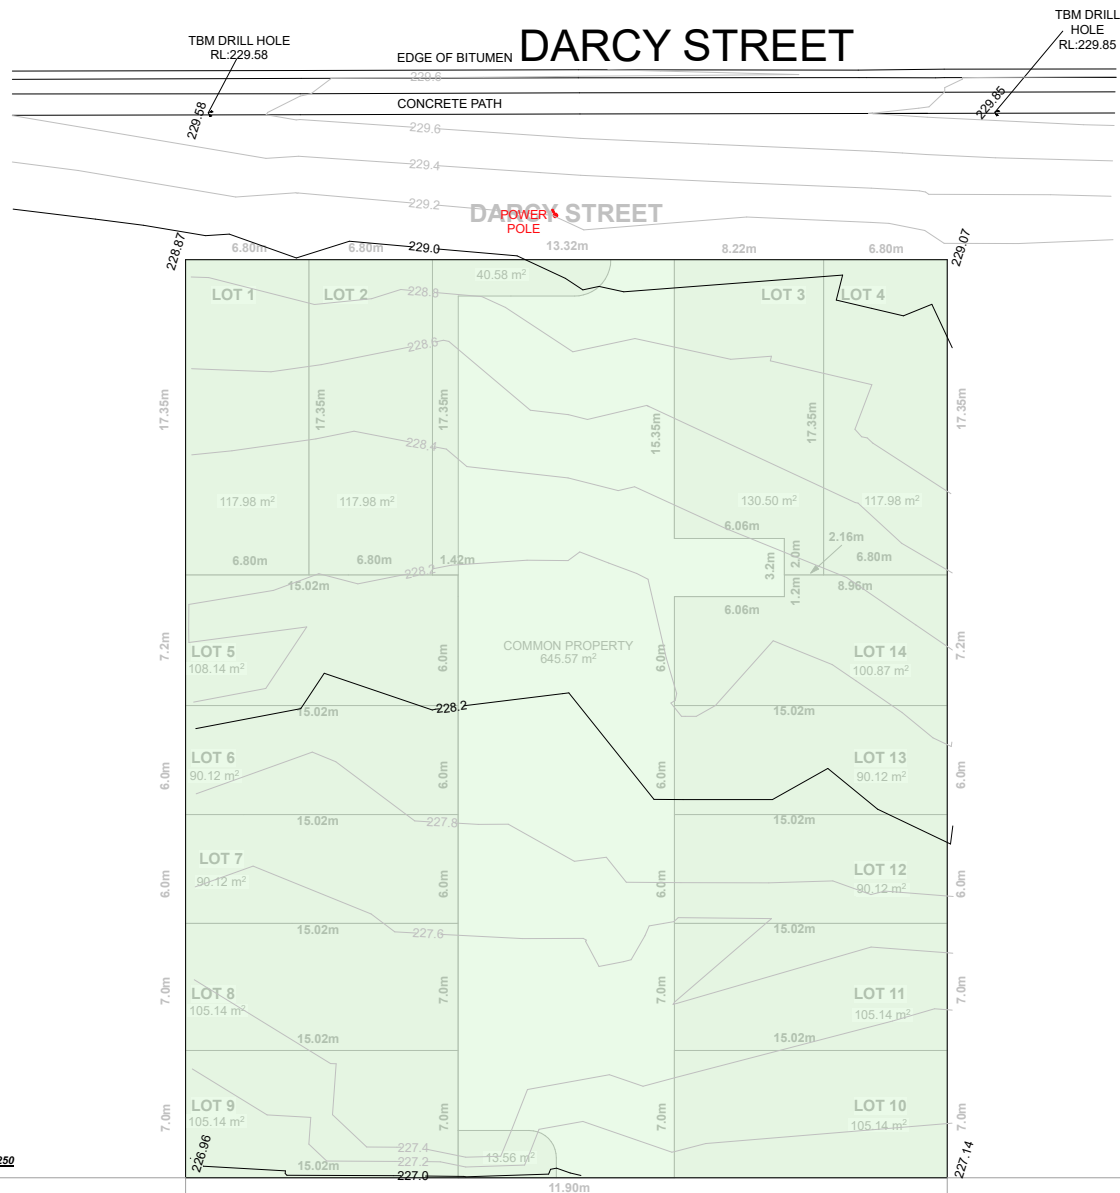 DARCY STREET
TBM DRILL HOLE
RL:229.58
EDGE OF BITUMEN
TBM DRILL
HOLE
RL:229.85
229.6
CONCRETE PATH
229.58
229.85
229.6
229.4
229.2
DARCY STREET
POWER
POLE
228.87
6.80m
6.80m
229.0
13.32m
8.22m
6.80m
229.07
40.58 m²
LOT 1
LOT 2
228.8
LOT 3
LOT 4
228.6
17.35m
17.35m
17.35m
15.35m
17.35m
17.35m
228.4
117.98 m²
117.98 m²
130.50 m²
117.98 m²
6.06m
2.16m
6.80m
6.80m
1.42m
3.2m
2.0m
6.80m
228.2
15.02m
1.2m
8.96m
6.06m
7.2m
LOT 5
108.14 m²
6.0m
COMMON PROPERTY
645.57 m²
6.0m
LOT 14
100.87 m²
7.2m
15.02m
228.2
15.02m
LOT 6
90.12 m²
6.0m
6.0m
6.0m
LOT 13
90.12 m²
6.0m
15.02m
227.8
15.02m
LOT 7
90.12 m²
6.0m
6.0m
6.0m
LOT 12
90.12 m²
6.0m
15.02m
227.6
15.02m
LOT 8
105.14 m²
7.0m
7.0m
7.0m
LOT 11
105.14 m²
7.0m
15.02m
15.02m
LOT 9
105.14 m²
7.0m
7.0m
7.0m
LOT 10
105.14 m²
7.0m
226.96
227.4
227.2
13.56 m²
227.14
250
15.02m
227.0
11.90m